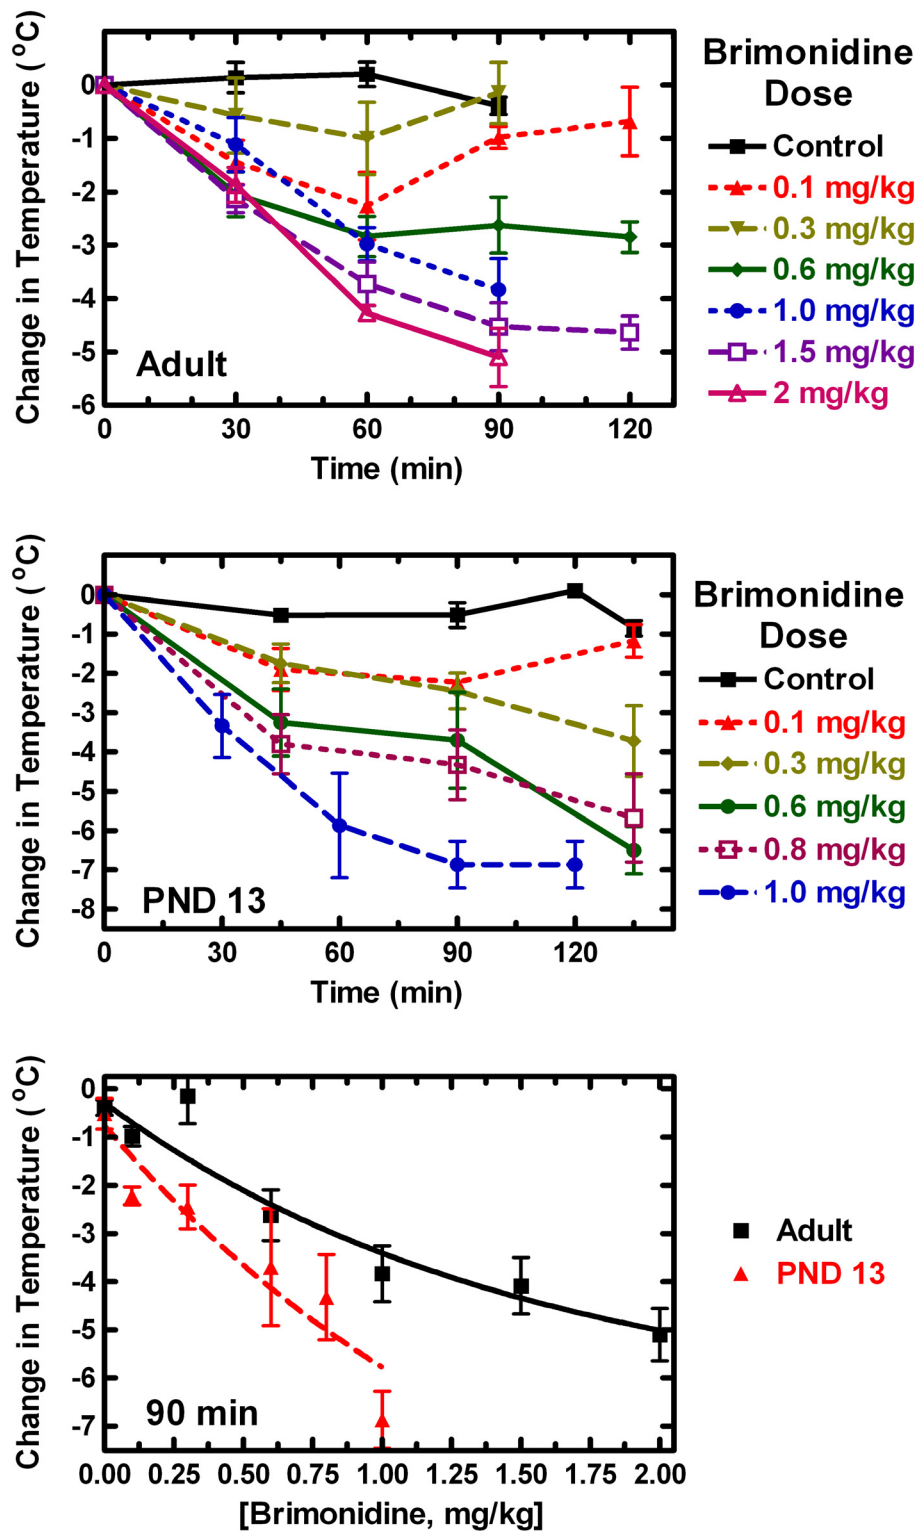 Change in Temperature ( °C)
0
-1
-2
-3
-4
-5
-6
Adult
0 30 60 90 120
Time (min)
Brimonidine
Dose
Control
0.1 mg/kg
0.3 mg/kg
0.6 mg/kg
1.0 mg/kg
1.5 mg/kg
2 mg/kg
Change in Temperature ( °C)
0
-1
-2
-3
-4
-5
-6
-7
-8
PND 13
0 30 60 90 120
Time (min)
Brimonidine
Dose
Control
0.1 mg/kg
0.3 mg/kg
0.6 mg/kg
0.8 mg/kg
1.0 mg/kg
Change in Temperature ( °C)
0
-1
-2
-3
-4
-5
-6
-7
90 min
0.00 0.25 0.50 0.75 1.00 1.25 1.50 1.75 2.00
[Brimonidine, mg/kg]
Adult
PND 13